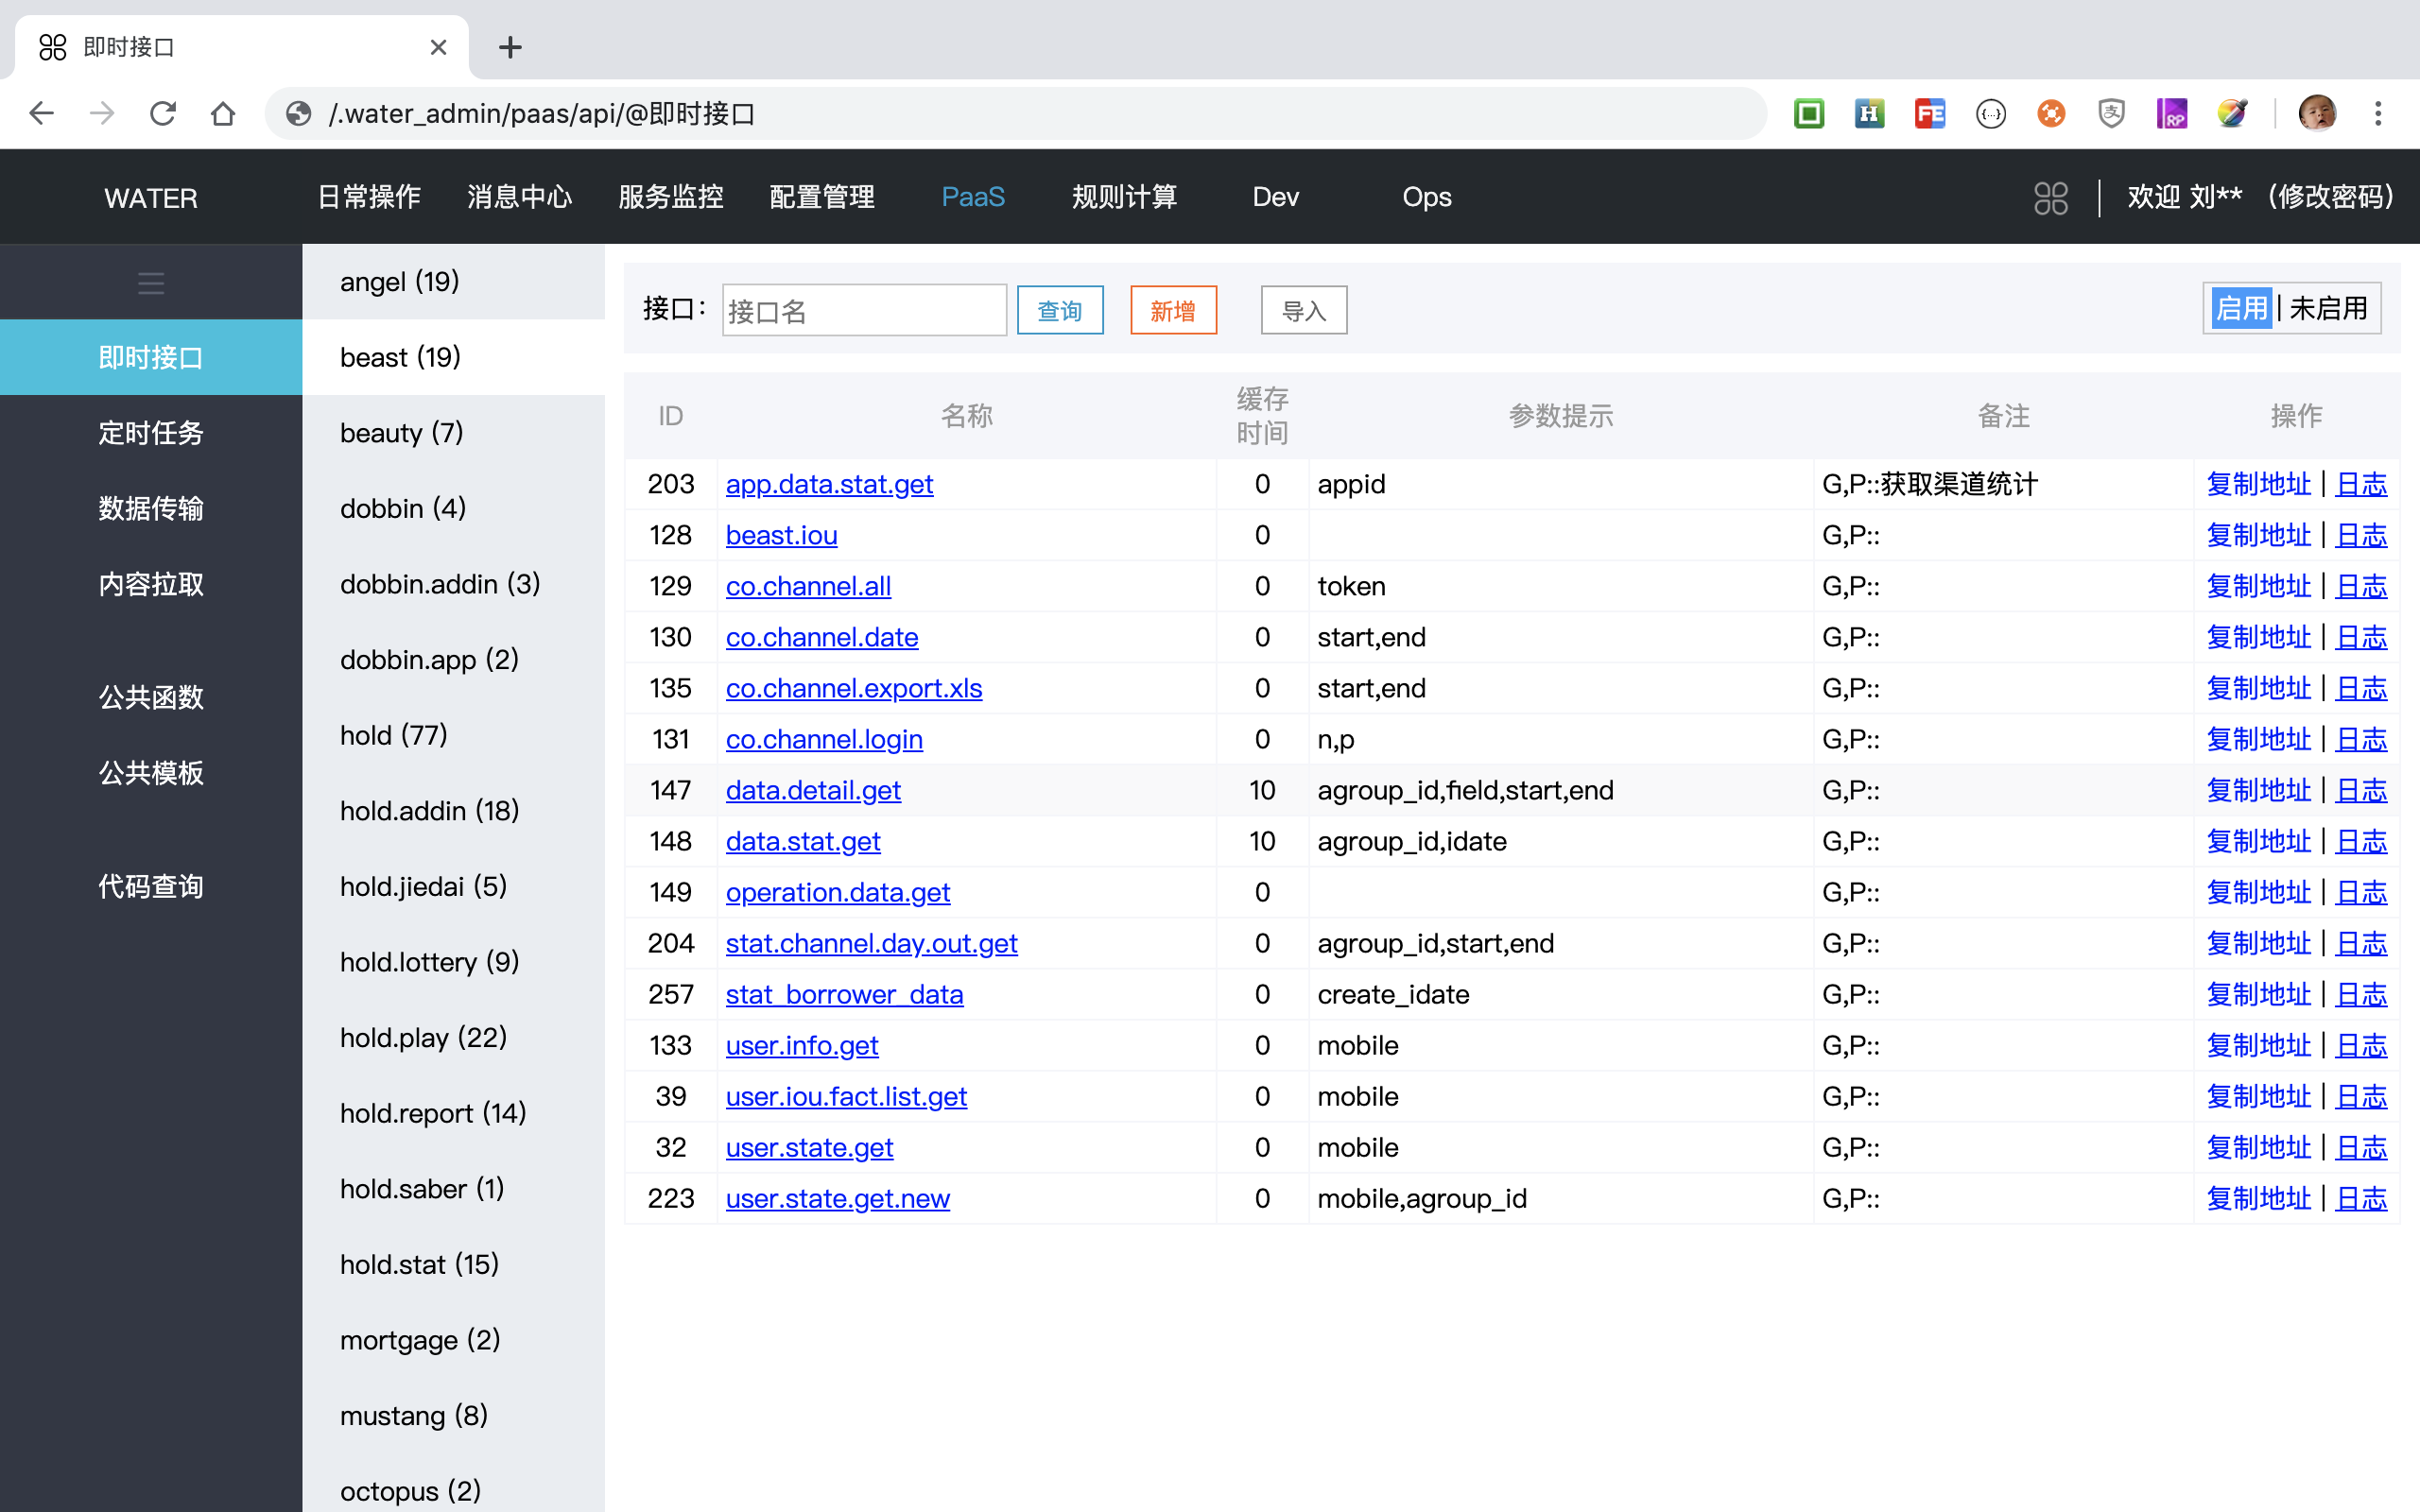 即时接口
/.water_admin/paas/api/@即时接口
WATER 日常操作 消息中心 服务监控 配置管理 PaaS 规则计算 Dev Ops 欢迎 刘** (修改密码)
即时接口
定时任务
数据传输
内容拉取
公共函数
公共模板
代码查询
angel (19)
beast (19)
beauty (7)
dobbin (4)
dobbin.addin (3)
dobbin.app (2)
hold (77)
hold.addin (18)
hold.jiedai (5)
hold.lottery (9)
hold.play (22)
hold.report (14)
hold.saber (1)
hold.stat (15)
mortgage (2)
mustang (8)
octopus (2)
接口： 接口名 查询 新增 导入 启用 | 未启用
ID 名称 缓存时间 参数提示 备注 操作
203 app.data.stat.get 0 appid G,P::获取渠道统计 复制地址 | 日志
128 beast.iou 0 G,P:: 复制地址 | 日志
129 co.channel.all 0 token G,P:: 复制地址 | 日志
130 co.channel.date 0 start,end G,P:: 复制地址 | 日志
135 co.channel.export.xls 0 start,end G,P:: 复制地址 | 日志
131 co.channel.login 0 n,p G,P:: 复制地址 | 日志
147 data.detail.get 10 agroup_id,field,start,end G,P:: 复制地址 | 日志
148 data.stat.get 10 agroup_id,idate G,P:: 复制地址 | 日志
149 operation.data.get 0 G,P:: 复制地址 | 日志
204 stat.channel.day.out.get 0 agroup_id,start,end G,P:: 复制地址 | 日志
257 stat_borrower_data 0 create_idate G,P:: 复制地址 | 日志
133 user.info.get 0 mobile G,P:: 复制地址 | 日志
39 user.iou.fact.list.get 0 mobile G,P:: 复制地址 | 日志
32 user.state.get 0 mobile G,P:: 复制地址 | 日志
223 user.state.get.new 0 mobile,agroup_id G,P:: 复制地址 | 日志